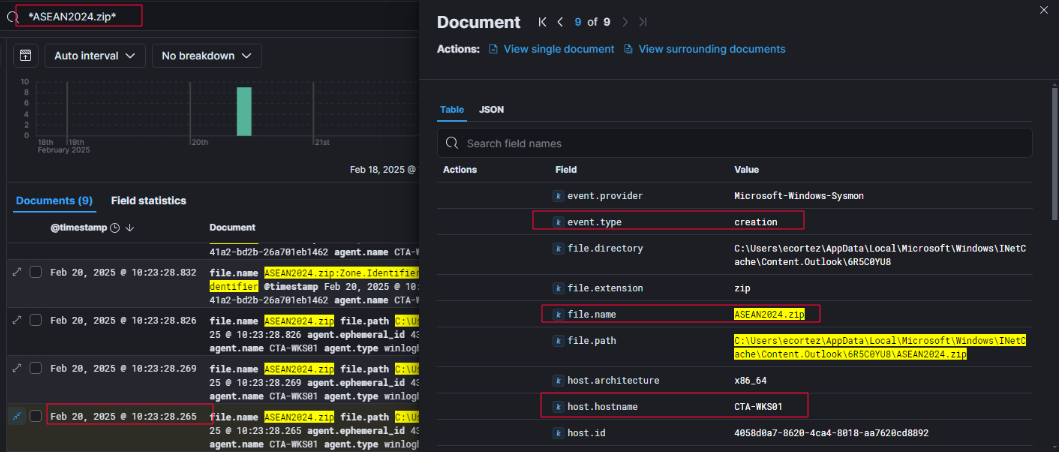 *ASEAN2024.zip*
Auto interval
No breakdown
10
8
6
4
2
0
18th
19th
20th
21st
February 2025
Feb 18, 2025 @
Documents (9)
Field statistics
@timestamp
Document
41a2-bd2b-26a701eb1462 agent.name CTA-W
Feb 20, 2025 @ 10:23:28.832
file.name ASEAN2024.zip:Zone.Identifier
dentifier @timestamp Feb 20, 2025 @ 10
41a2-bd2b-26a701eb1462 agent.name CTA-W
Feb 20, 2025 @ 10:23:28.826
file.name ASEAN2024.zip file.path C:\U
25 @ 10:23:28.826 agent.ephemeral_id 43
agent.name CTA-WKS01 agent.type winlog
Feb 20, 2025 @ 10:23:28.269
file.name ASEAN2024.zip file.path C:\U
25 @ 10:23:28.269 agent.ephemeral_id 43
agent.name CTA-WKS01 agent.type winlog
Feb 20, 2025 @ 10:23:28.265
file.name ASEAN2024.zip file.path C:\U
25 @ 10:23:28.265 agent.ephemeral_id 43
agent.name CTA-WKS01 agent.type winlog
Document
9 of 9
Actions: View single document View surrounding documents
Table JSON
Search field names
Actions Field Value
k event.provider Microsoft-Windows-Sysmon
k event.type creation
k file.directory C:\Users\ecortez\AppData\Local\Microsoft\Windows\INetC
ache\Content.Outlook\6R5C0YU8
k file.extension zip
k file.name ASEAN2024.zip
k file.path C:\Users\ecortez\AppData\Local\Microsoft\Windows\INetC
ache\Content.Outlook\6R5C0YU8\ASEAN2024.zip
k host.architecture x86_64
k host.hostname CTA-WKS01
k host.id 4058d0a7-8620-4ca4-8018-aa7620cd8892